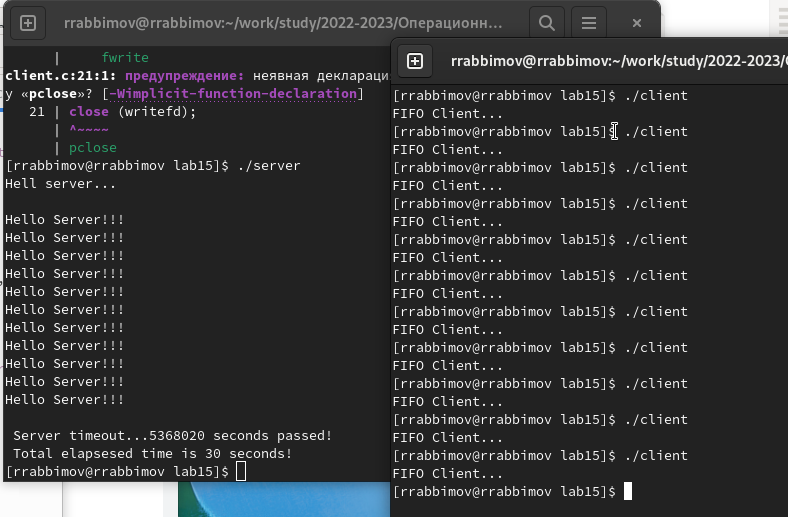 rrabbimov@rrabbimov:~/work/study/2022-2023/Операционн...
| fwrite
client.c:21:1: предупреждение: неявная деклараци
у «pclose»? [-Wimplicit-function-declaration]
21 | close (writefd);
| ^~~~~
| pclose
[rrabbimov@rrabbimov lab15]$ ./server
Hell server...
Hello Server!!!
Hello Server!!!
Hello Server!!!
Hello Server!!!
Hello Server!!!
Hello Server!!!
Hello Server!!!
Hello Server!!!
Hello Server!!!
Hello Server!!!
Hello Server!!!
Server timeout...5368020 seconds passed!
Total elapsesed time is 30 seconds!
[rrabbimov@rrabbimov lab15]$
rrabbimov@rrabbimov:~/work/study/2022-2023/
[rrabbimov@rrabbimov lab15]$ ./client
FIFO Client...
[rrabbimov@rrabbimov lab15]$ ./client
FIFO Client...
[rrabbimov@rrabbimov lab15]$ ./client
FIFO Client...
[rrabbimov@rrabbimov lab15]$ ./client
FIFO Client...
[rrabbimov@rrabbimov lab15]$ ./client
FIFO Client...
[rrabbimov@rrabbimov lab15]$ ./client
FIFO Client...
[rrabbimov@rrabbimov lab15]$ ./client
FIFO Client...
[rrabbimov@rrabbimov lab15]$ ./client
FIFO Client...
[rrabbimov@rrabbimov lab15]$ ./client
FIFO Client...
[rrabbimov@rrabbimov lab15]$ ./client
FIFO Client...
[rrabbimov@rrabbimov lab15]$ ./client
FIFO Client...
[rrabbimov@rrabbimov lab15]$